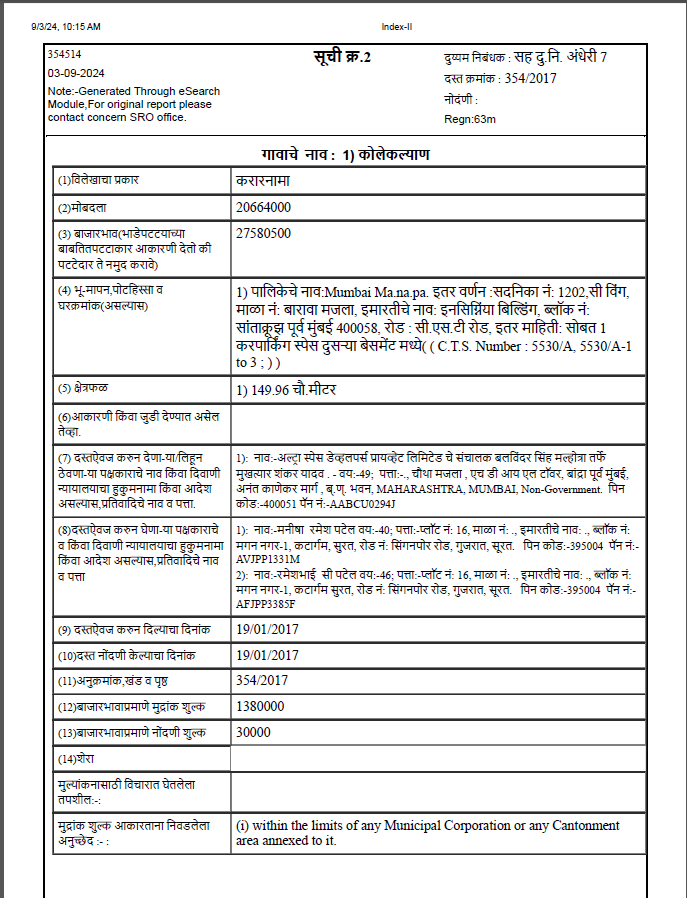 9/3/24, 10:15 AM
Index-II
354514
03-09-2024
Note:-Generated Through eSearch
Module,For original report please
contact concern SRO office.
सूची क्र.2
दुय्यम निबंधक : सह दु.नि. अंधेरी 7
दस्त क्रमांक : 354/2017
नोदंणी :
Regn:63m
गावाचे नाव : 1) कोलेकल्याण
(1)विलेखाचा प्रकार
करारनामा
(2)मोबदला
20664000
(3) बाजारभाव(भाडेपटटयाच्या
बाबतितपटटाकार आकारणी देतो की
पटटेदार ते नमुद करावे)
27580500
(4) भू-मापन,पोटहिस्सा व
घरक्रमांक(असल्यास)
1) पालिकेचे नाव:Mumbai Ma.na.pa. इतर वर्णन :सदनिका नं: 1202,सी विंग,
माळा नं: बारावा मजला, इमारतीचे नाव: इनसिग्निंया बिल्डिंग, ब्लॉक नं:
सांताक्रूझ पूर्व मुंबई 400058, रोड : सी.एस.टी रोड, इतर माहिती: सोबत 1
करपार्किंग स्पेस दुसऱ्या बेसमेंट मध्ये( ( C.T.S. Number : 5530/A, 5530/A-1
to 3 ; ) )
(5) क्षेत्रफळ
1) 149.96 चौ.मीटर
(6)आकारणी किंवा जुडी देण्यात असेल
तेव्हा.
(7) दस्तऐवज करुन देणा-या/लिहून
ठेवणा-या पक्षकाराचे नाव किंवा दिवाणी
न्यायालयाचा हुकुमनामा किंवा आदेश
असल्यास,प्रतिवादिचे नाव व पत्ता.
1): नाव:-अल्ट्रा स्पेस डेव्हलपर्स प्रायव्हेट लिमिटेड चे संचालक बलविंदर सिंह मल्होत्रा तर्फे
मुखत्यार शंकर यादव . - वय:-49; पत्ता:-., चौथा मजला , एच डी आय एल टॉवर, बांद्रा पूर्व मुंबई,
अनंत काणेकर मार्ग , ब्.ण्. भवन, MAHARASHTRA, MUMBAI, Non-Government. पिन
कोड:-400051 पॅन नं:-AABCU0294J
(8)दस्तऐवज करुन घेणा-या पक्षकाराचे
व किंवा दिवाणी न्यायालयाचा हुकुमनामा
किंवा आदेश असल्यास,प्रतिवादिचे नाव
व पत्ता
1): नाव:-मनीषा रमेश पटेल वय:-40; पत्ता:-प्लॉट नं: 16, माळा नं: ., इमारतीचे नाव: ., ब्लॉक नं:
मगन नगर-1, कटार्गम, सुरत, रोड नं: सिंगनपोर रोड, गुजरात, सूरत. पिन कोड:-395004 पॅन नं:-
AVJPP1331M
2): नाव:-रमेशभाई सी पटेल वय:-46; पत्ता:-प्लॉट नं: 16, माळा नं: ., इमारतीचे नाव: ., ब्लॉक नं:
मगन नगर-1, कटार्गम सुरत, रोड नं: सिंगनपोर रोड, गुजरात, सूरत. पिन कोड:-395004 पॅन नं:-
AFJPP3385F
(9) दस्तऐवज करुन दिल्याचा दिनांक
19/01/2017
(10)दस्त नोंदणी केल्याचा दिनांक
19/01/2017
(11)अनुक्रमांक,खंड व पृष्ठ
354/2017
(12)बाजारभावाप्रमाणे मुद्रांक शुल्क
1380000
(13)बाजारभावाप्रमाणे नोंदणी शुल्क
30000
(14)शेरा
मुल्यांकनासाठी विचारात घेतलेला
तपशील:-:
मुद्रांक शुल्क आकारताना निवडलेला
अनुच्छेद :- :
(i) within the limits of any Municipal Corporation or any Cantonment
area annexed to it.